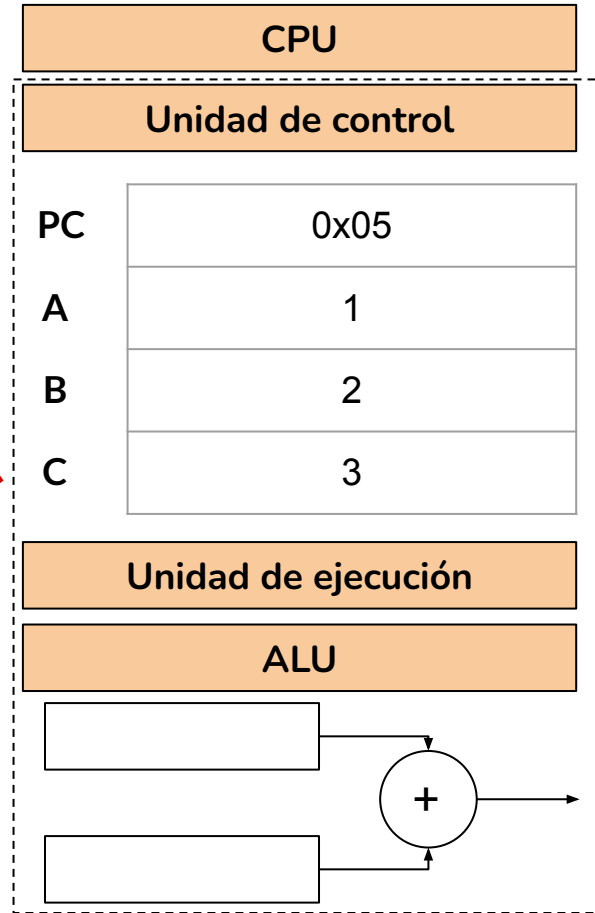 CPU
Unidad de control
PC 0x05
A 1
B 2
C 3
Unidad de ejecución
ALU
+